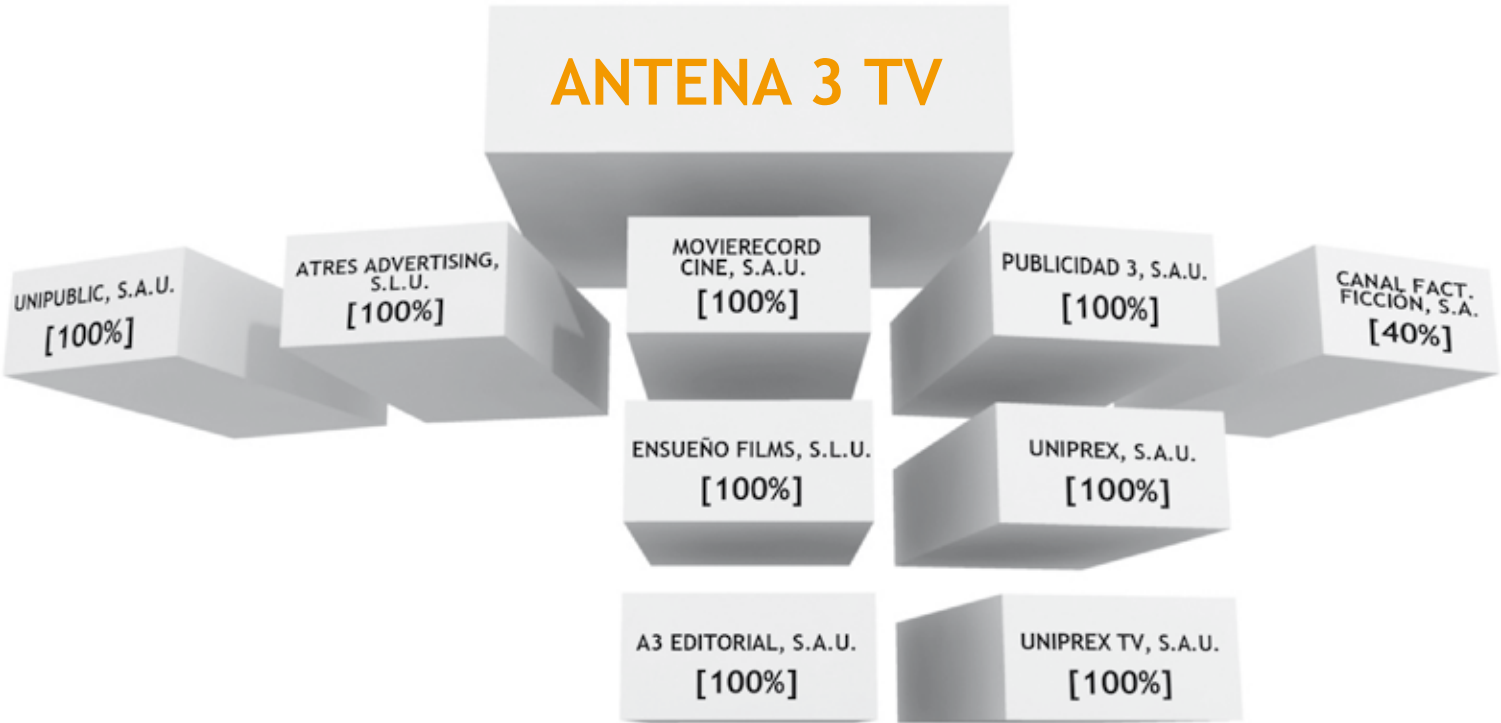 ANTENA 3 TV
UNIPUBLIC, S.A.U.
[100%]
ATRES ADVERTISING,
S.L.U.
[100%]
MOVIERECORD
CINE, S.A.U.
[100%]
PUBLICIDAD 3, S.A.U.
[100%]
CANAL FACT.
FICCIÓN, S.A.
[40%]
ENSUEÑO FILMS, S.L.U.
[100%]
UNIPREX, S.A.U.
[100%]
A3 EDITORIAL, S.A.U.
[100%]
UNIPREX TV, S.A.U.
[100%]